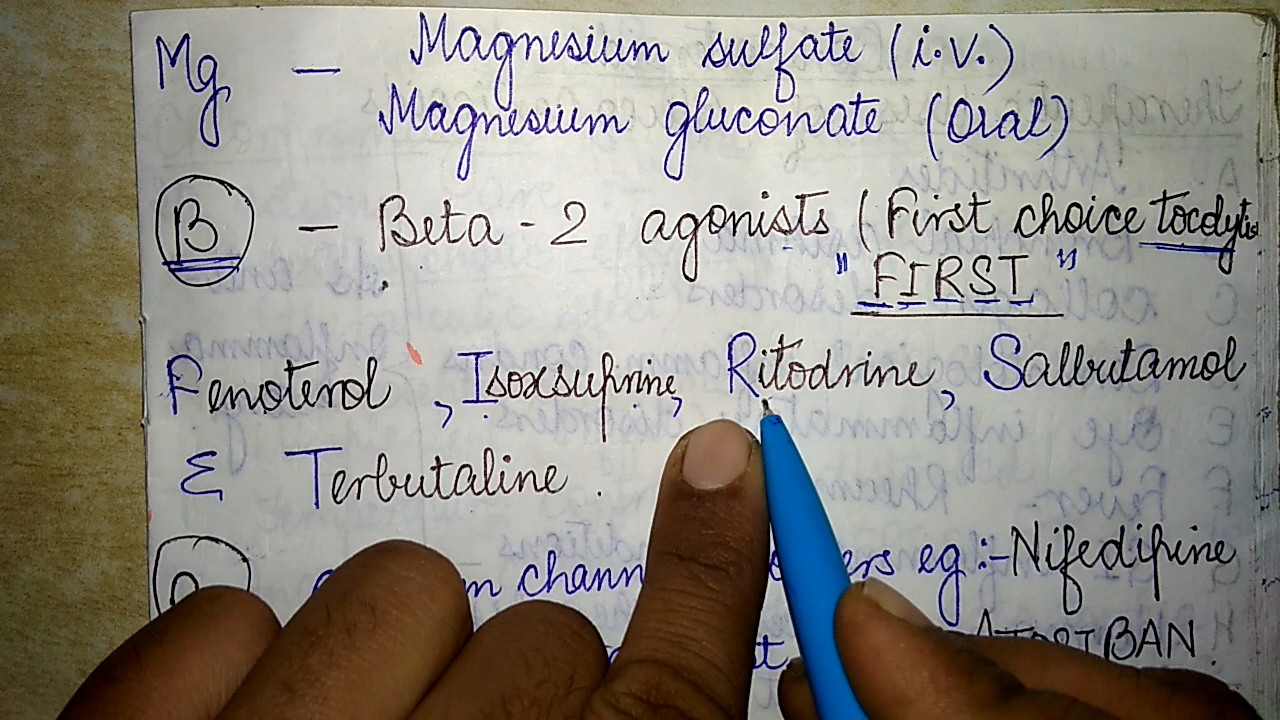 Mg - Magnesium sulfate (i.v.)
Magnesium gluconate (Oral)
B - Beta-2 agonists (First choice
"FIRST"
Fenoterol, Isoxsuprine, Ritodrine, Salbutamol
& Terbutaline.
eg:- Nifedipine